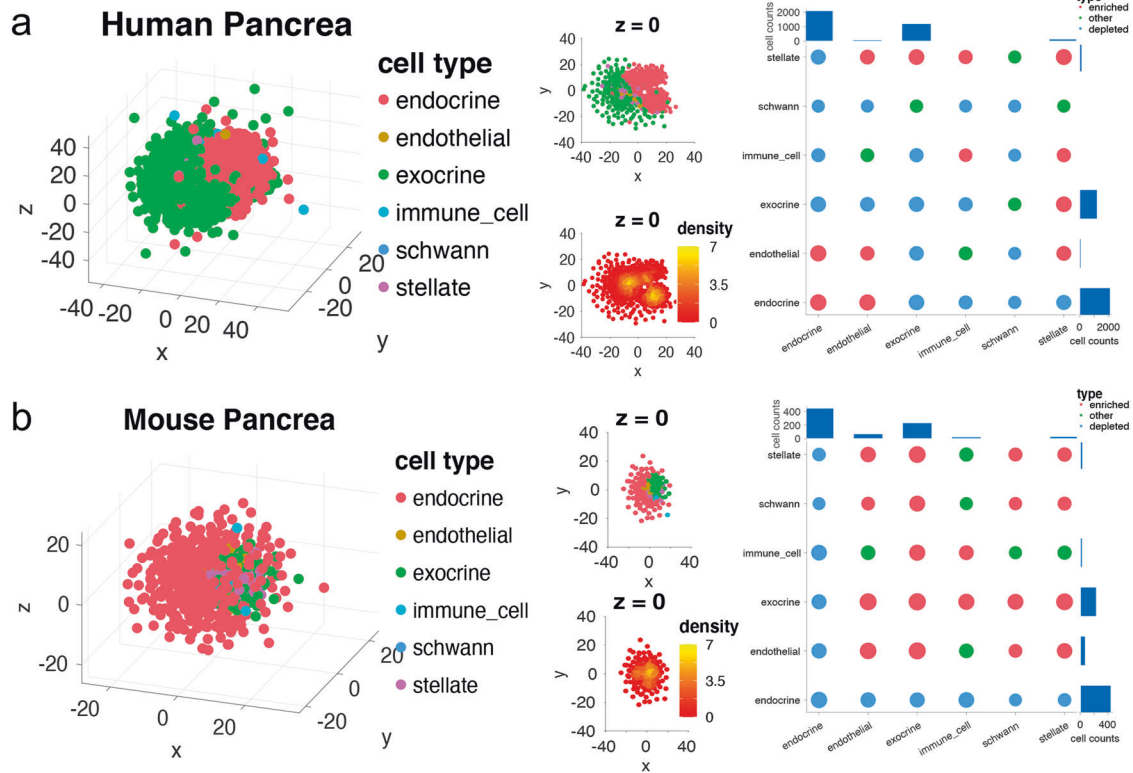 a
Human Pancrea
cell type
endocrine
endothelial
exocrine
immune_cell
schwann
stellate
40
20
0
-20
-40
z
-40 -20 0 20 40
x
-20 0 20
y
z = 0
40
20
0
-20
-40
y
-40 -20 0 20 40
x
z = 0
density
7
3.5
0
40
20
0
-20
-40
y
-40 -20 0 20 40
x
cell counts
2000
1000
0
enriched
other
depleted
stellate
schwann
immune_cell
exocrine
endothelial
endocrine
endocrine
endothelial
exocrine
immune_cell
schwann
stellate
0 2000
cell counts
b
Mouse Pancrea
cell type
endocrine
endothelial
exocrine
immune_cell
schwann
stellate
20
0
-20
z
-20 0 20
x
-20 0 20
y
z = 0
40
20
0
-20
-40
y
-40 0 40
x
z = 0
density
7
3.5
0
40
20
0
-20
-40
y
-40 0 40
x
cell counts
400
200
0
type
enriched
other
depleted
stellate
schwann
immune_cell
exocrine
endothelial
endocrine
endocrine
endothelial
exocrine
immune_cell
schwann
stellate
0 400
cell counts